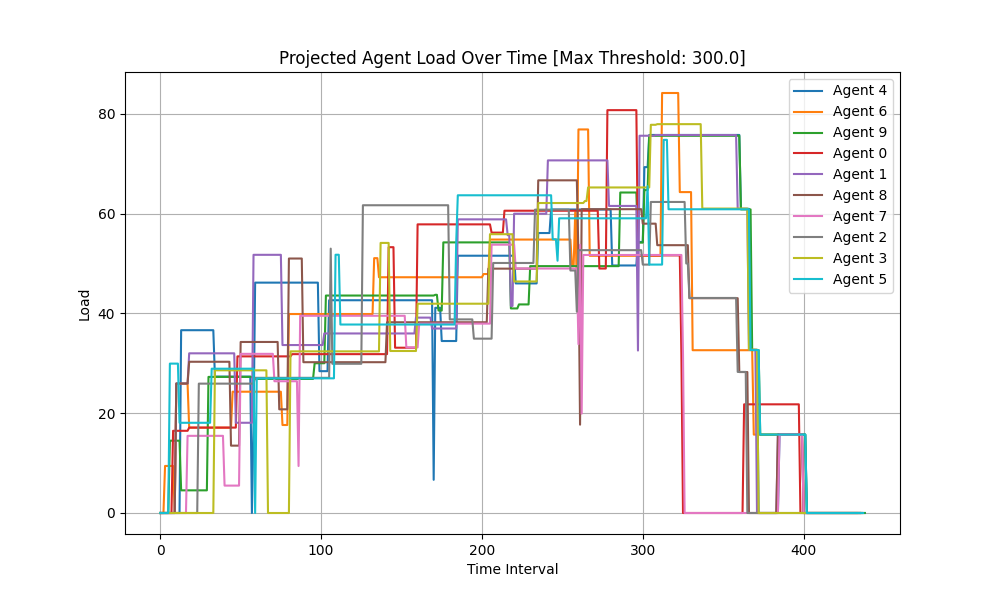 Projected Agent Load Over Time [Max Threshold: 300.0]
Load
80
60
40
20
0
0 100 200 300 400
Time Interval
Agent 4
Agent 6
Agent 9
Agent 0
Agent 1
Agent 8
Agent 7
Agent 2
Agent 3
Agent 5